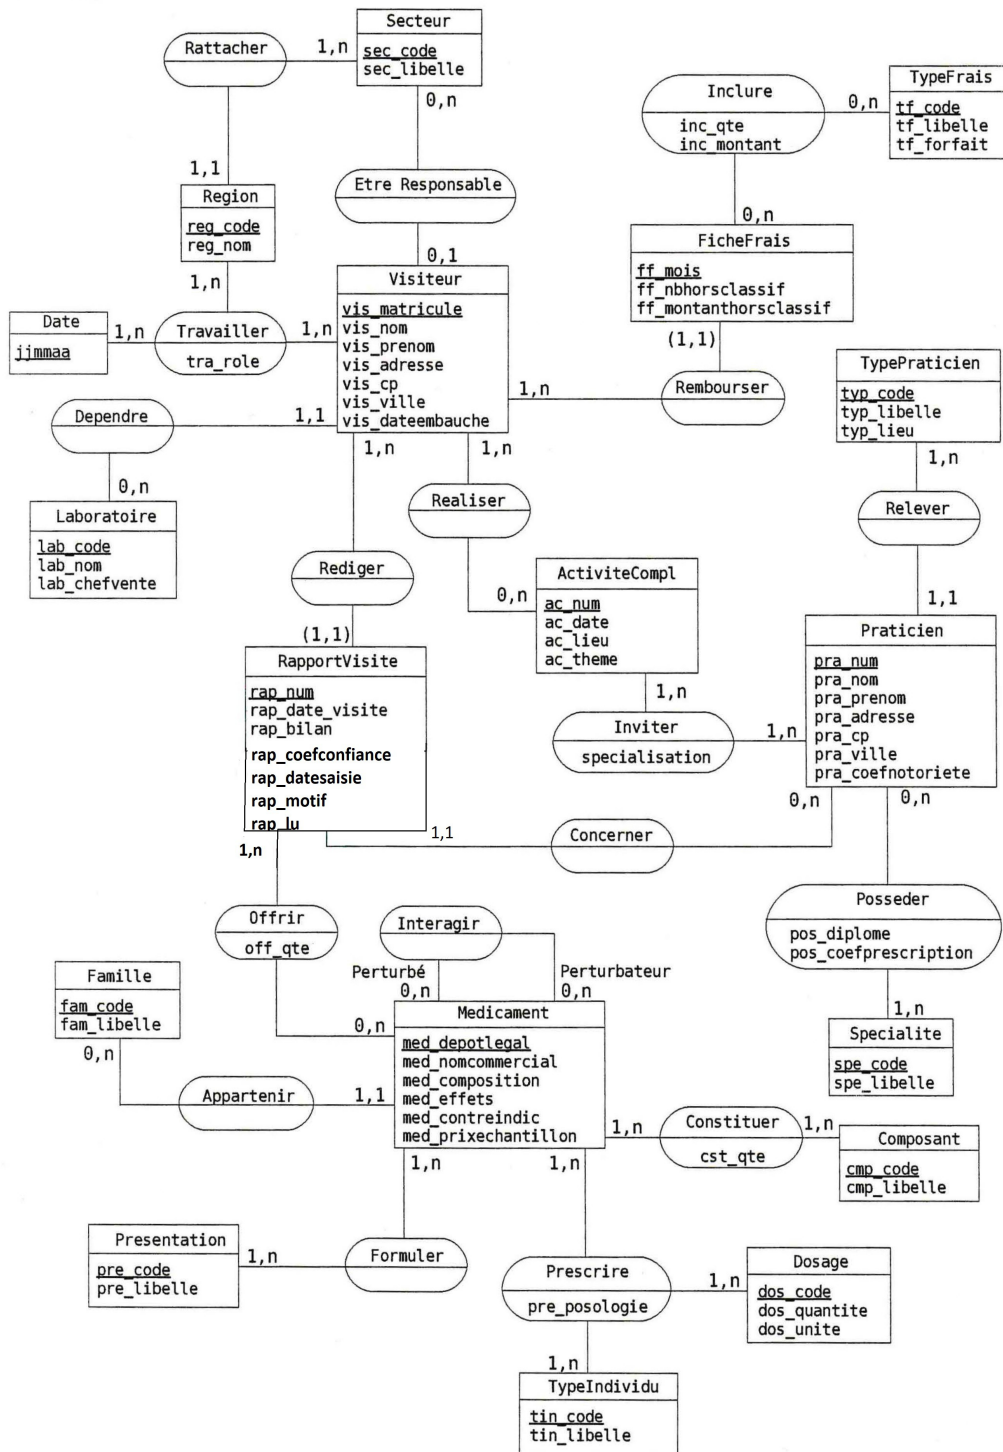 Secteur
sec_code
sec_libelle
Rattacher
1,n
0,n
1,1
Region
reg_code
reg_nom
1,n
Etre Responsable
0,1
Inclure
inc_qte
inc_montant
0,n
TypeFrais
tf_code
tf_libelle
tf_forfait
0,n
FicheFrais
ff_mois
ff_nbhorsclassif
ff_montanthorsclassif
(1,1)
Rembourser
1,n
Visiteur
vis_matricule
vis_nom
vis_prenom
vis_adresse
vis_cp
vis_ville
vis_dateembauche
Date
jjmmaa
1,n
Travailler
tra_role
1,n
Dependre
1,1
0,n
Laboratoire
lab_code
lab_nom
lab_chefvente
1,n
1,n
Realiser
Rediger
0,n
ActiviteCompl
ac_num
ac_date
ac_lieu
ac_theme
1,n
Inviter
specialisation
1,n
TypePraticien
typ_code
typ_libelle
typ_lieu
1,n
Relever
1,1
Praticien
pra_num
pra_nom
pra_prenom
pra_adresse
pra_cp
pra_ville
pra_coefnotoriete
0,n
0,n
(1,1)
RapportVisite
rap_num
rap_date_visite
rap_bilan
rap_coefconfiance
rap_datesaisie
rap_motif
rap_lu
1,n
1,1
Concerner
Posseder
pos_diplome
pos_coefprescription
1,n
Specialite
spe_code
spe_libelle
Offrir
off_qte
0,n
Interagir
Perturbé
0,n
Perturbateur
0,n
Famille
fam_code
fam_libelle
0,n
Appartenir
1,1
Medicament
med_depotlegal
med_nomcommercial
med_composition
med_effets
med_contreindic
med_prixechantillon
1,n
Constituer
cst_qte
1,n
Composant
cmp_code
cmp_libelle
1,n
1,n
Presentation
pre_code
pre_libelle
1,n
Formuler
Prescrire
pre_posologie
1,n
Dosage
dos_code
dos_quantite
dos_unite
1,n
TypeIndividu
tin_code
tin_libelle